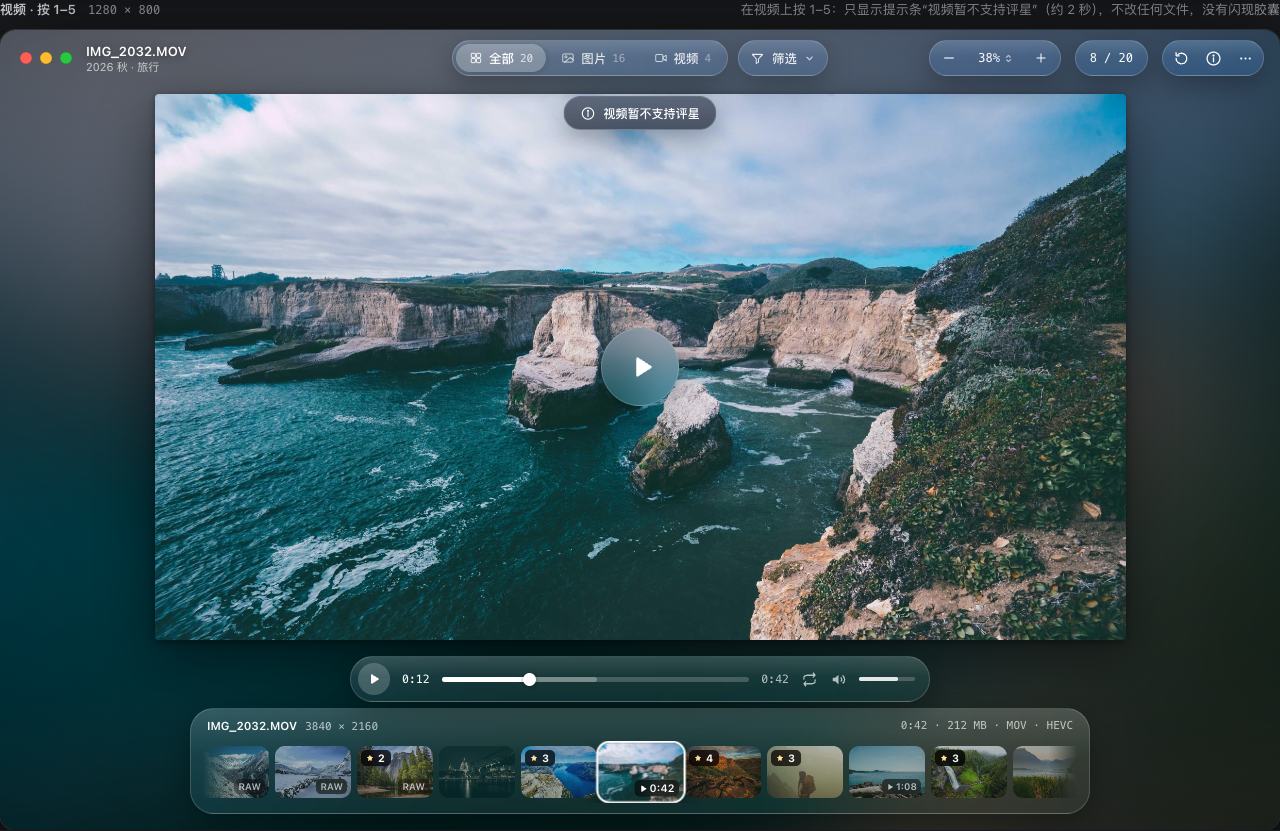 视频 · 按 1–5 1280 × 800
在视频上按 1–5：只显示提示条“视频暂不支持评星”（约 2 秒），不改任何文件，没有闪现胶囊
IMG_2032.MOV
2026 秋 · 旅行
全部 20 图片 16 视频 4 筛选
38% 8 / 20
视频暂不支持评星
0:12 0:42
IMG_2032.MOV 3840 × 2160
0:42 · 212 MB · MOV · HEVC
RAW RAW 2 RAW 3 0:42 4 3 1:08 3